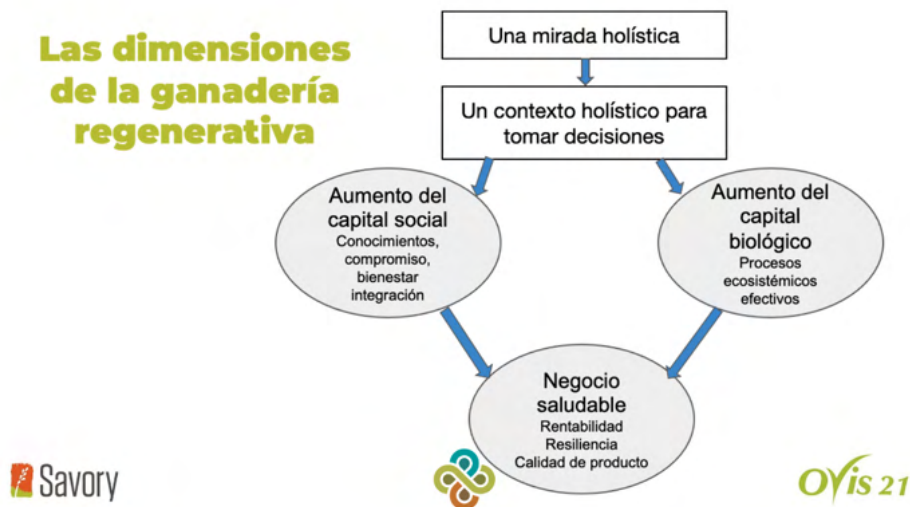 Las dimensiones
de la ganadería
regenerativa
Una mirada holística
Un contexto holístico para
tomar decisiones
Aumento del
capital social
Conocimientos,
compromiso,
bienestar
integración
Aumento del
capital
biológico
Procesos
ecosistémicos
efectivos
Negocio
saludable
Rentabilidad
Resiliencia
Calidad de producto
Savory
Ovis 21